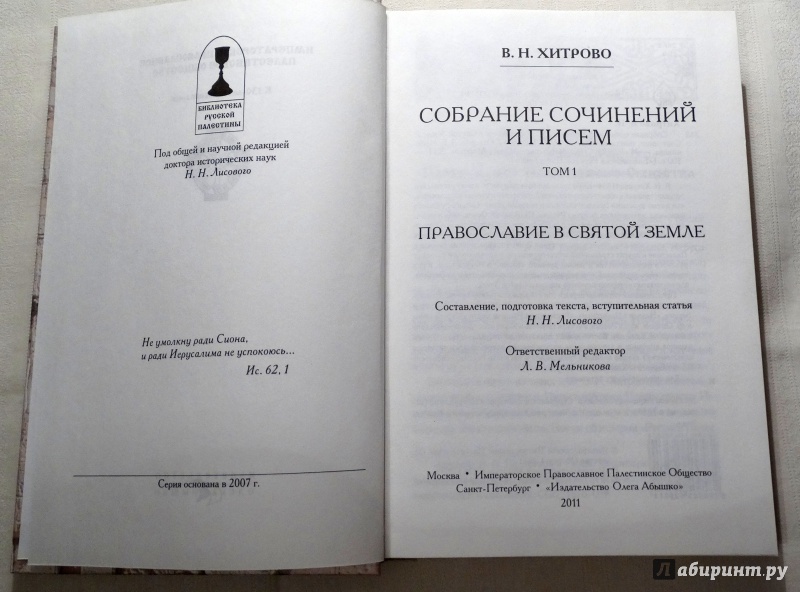 БИБЛИОТЕКА
РУССКОЙ
ПАЛЕСТИНЫ
Под общей и научной редакцией
доктора исторических наук
Н. Н. Лисового
Не умолкну ради Сиона,
и ради Иерусалима не успокоюсь...
Ис. 62, 1
Серия основана в 2007 г.
В. Н. ХИТРОВО
СОБРАНИЕ СОЧИНЕНИЙ
И ПИСЕМ
ТОМ 1
ПРАВОСЛАВИЕ В СВЯТОЙ ЗЕМЛЕ
Составление, подготовка текста, вступительная статья
Н. Н. Лисового
Ответственный редактор
Л. В. Мельникова
Москва • Императорское Православное Палестинское Общество
Санкт-Петербург • «Издательство Олега Абышко»
2011
Лабиринт.ру